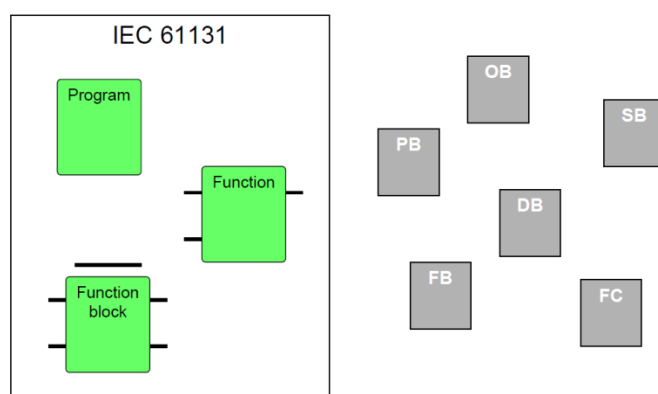 IEC 61131
Program
Function
Function
block
OB
SB
PB
DB
FB
FC